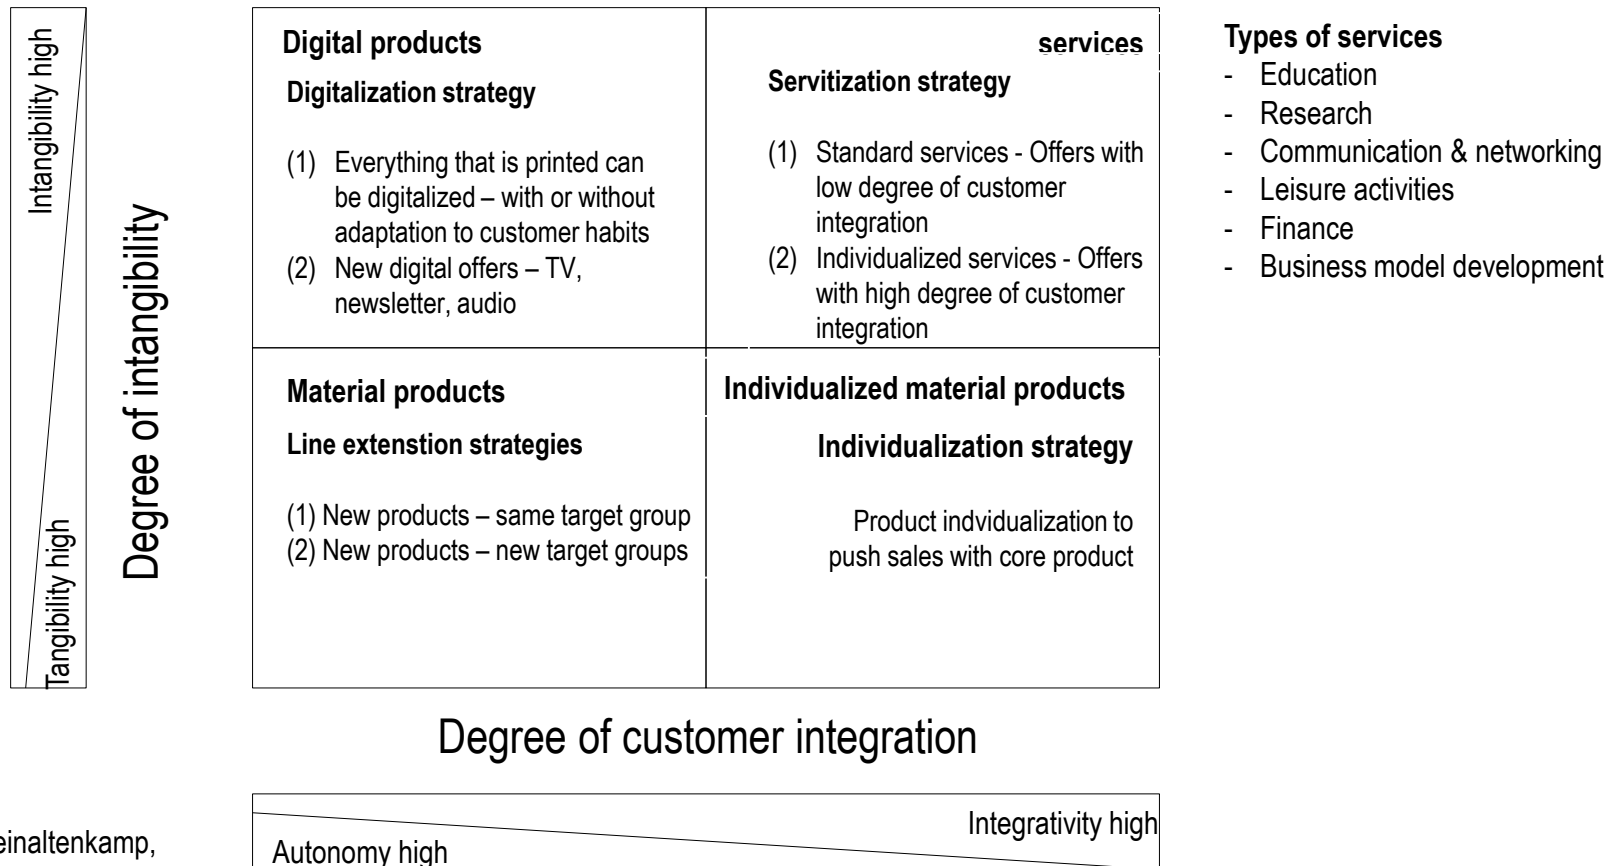 Intangibility high
Tangibility high
Degree of intangibility
Digital products
Digitalization strategy
(1) Everything that is printed can
be digitalized – with or without
adaptation to customer habits
(2) New digital offers – TV,
newsletter, audio
services
Servitization strategy
(1) Standard services - Offers with
low degree of customer
integration
(2) Individualized services - Offers
with high degree of customer
integration
Material products
Line extenstion strategies
(1) New products – same target group
(2) New products – new target groups
Individualized material products
Individualization strategy
Product indvidualization to
push sales with core product
Types of services
- Education
- Research
- Communication & networking
- Leisure activities
- Finance
- Business model development
Degree of customer integration
Integrativity high
Autonomy high
einaltenkamp,